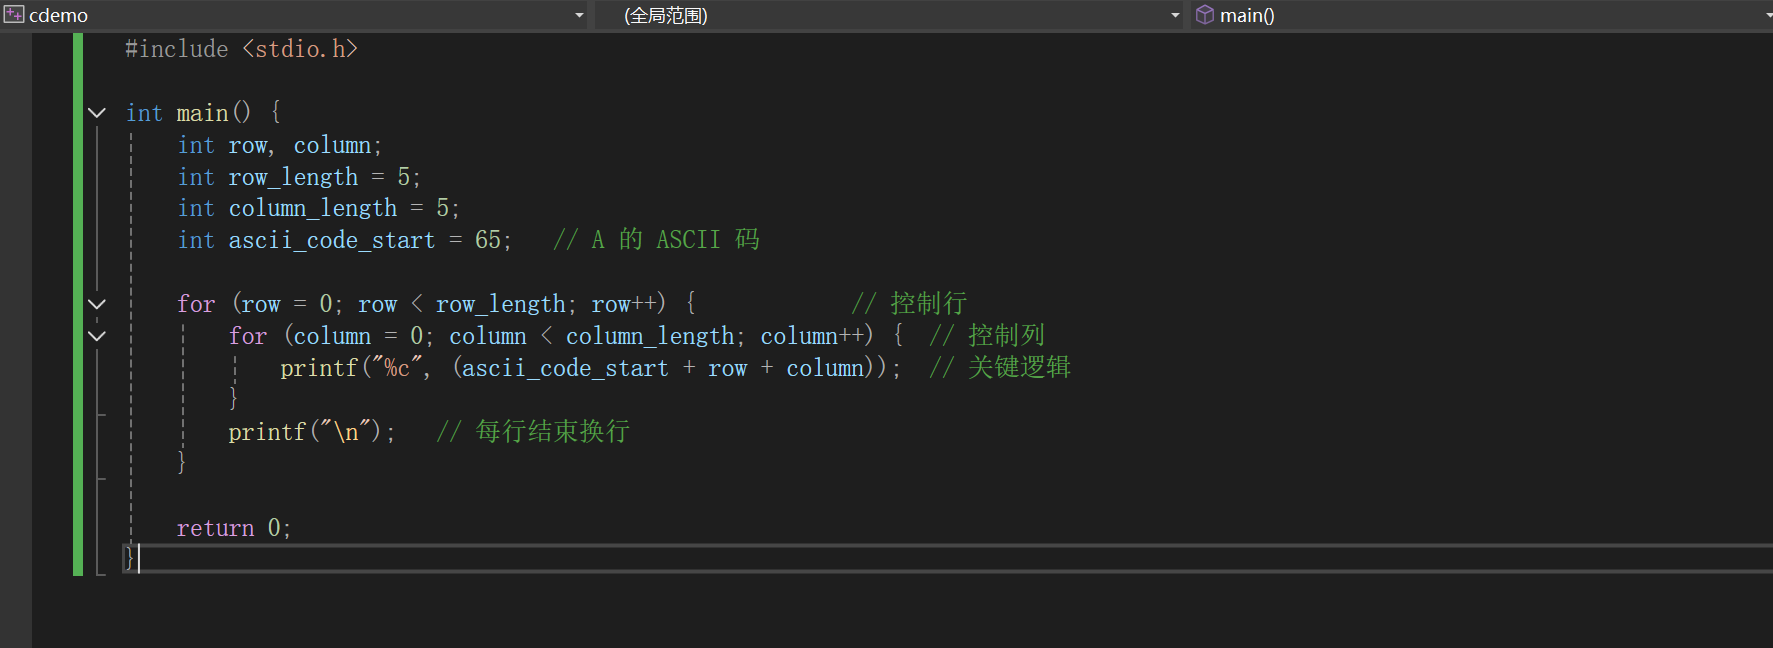 cdemo (全局范围) main()
#include <stdio.h>
int main() {
int row, column;
int row_length = 5;
int column_length = 5;
int ascii_code_start = 65; // A 的 ASCII 码
for (row = 0; row < row_length; row++) { // 控制行
for (column = 0; column < column_length; column++) { // 控制列
printf("%c", (ascii_code_start + row + column)); // 关键逻辑
}
printf("\n"); // 每行结束换行
}
return 0;
}